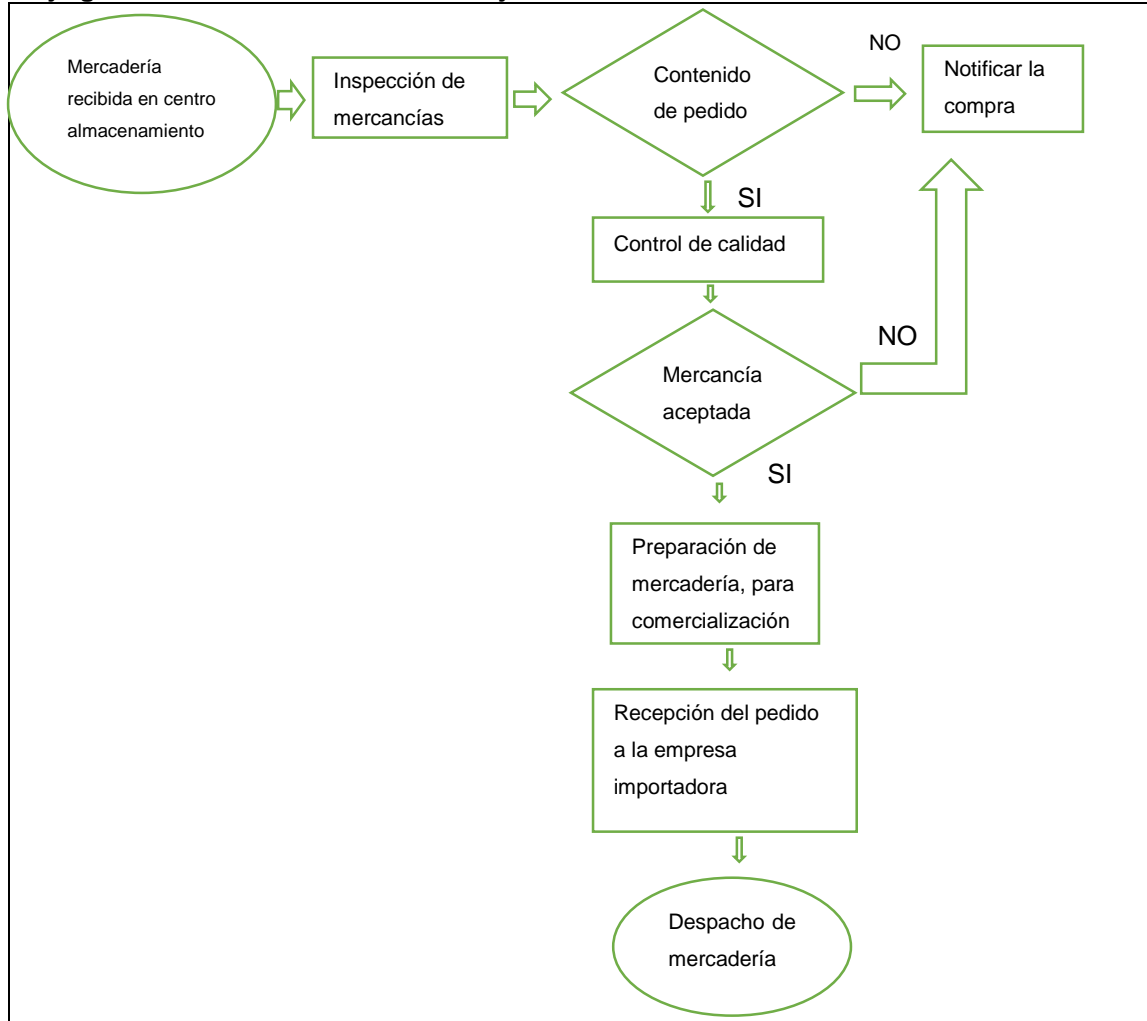 Mercadería
recibida en centro
almacenamiento
Inspección de
mercancías
Contenido
de pedido
NO
Notificar la
compra
SI
Control de calidad
NO
Mercancía
aceptada
SI
Preparación de
mercadería, para
comercialización
Recepción del pedido
a la empresa
importadora
Despacho de
mercadería